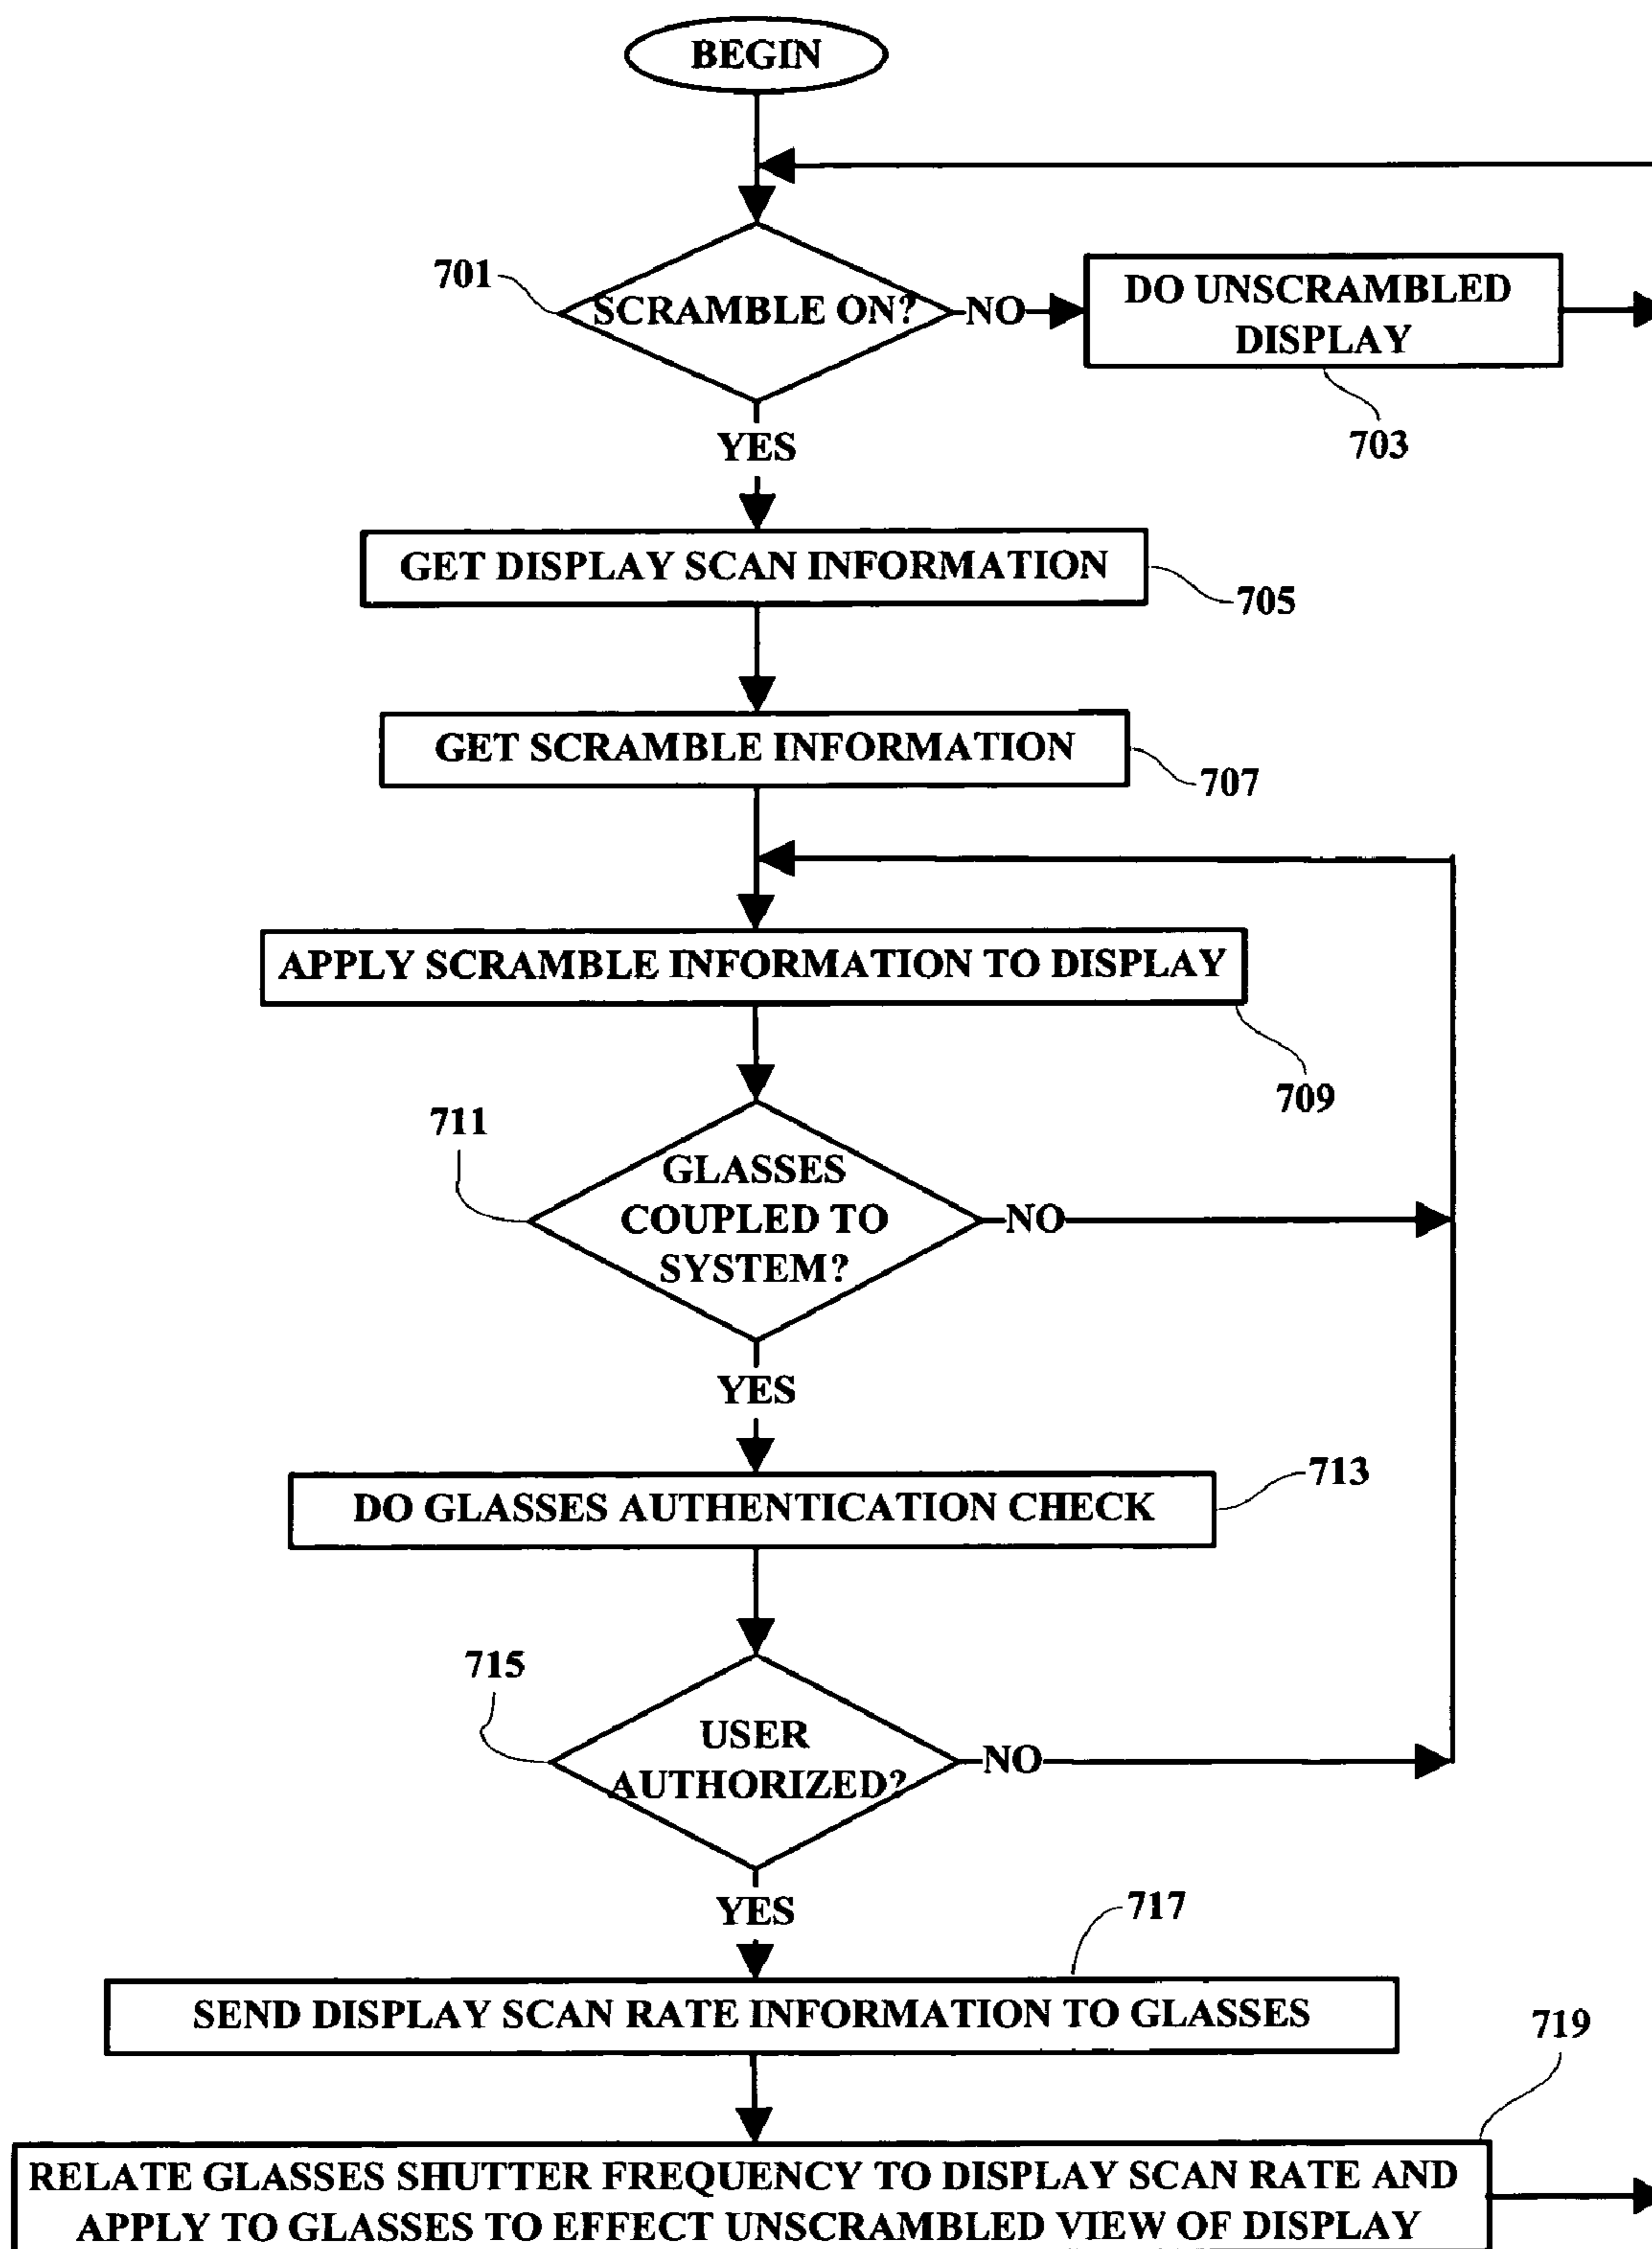 BEGIN
701
SCRAMBLE ON?
NO
DO UNSCRAMBLED
DISPLAY
703
YES
GET DISPLAY SCAN INFORMATION
705
GET SCRAMBLE INFORMATION
707
APPLY SCRAMBLE INFORMATION TO DISPLAY
709
711
GLASSES
COUPLED TO
SYSTEM?
NO
YES
DO GLASSES AUTHENTICATION CHECK
713
715
USER
AUTHORIZED?
NO
YES
717
SEND DISPLAY SCAN RATE INFORMATION TO GLASSES
719
RELATE GLASSES SHUTTER FREQUENCY TO DISPLAY SCAN RATE AND
APPLY TO GLASSES TO EFFECT UNSCRAMBLED VIEW OF DISPLAY